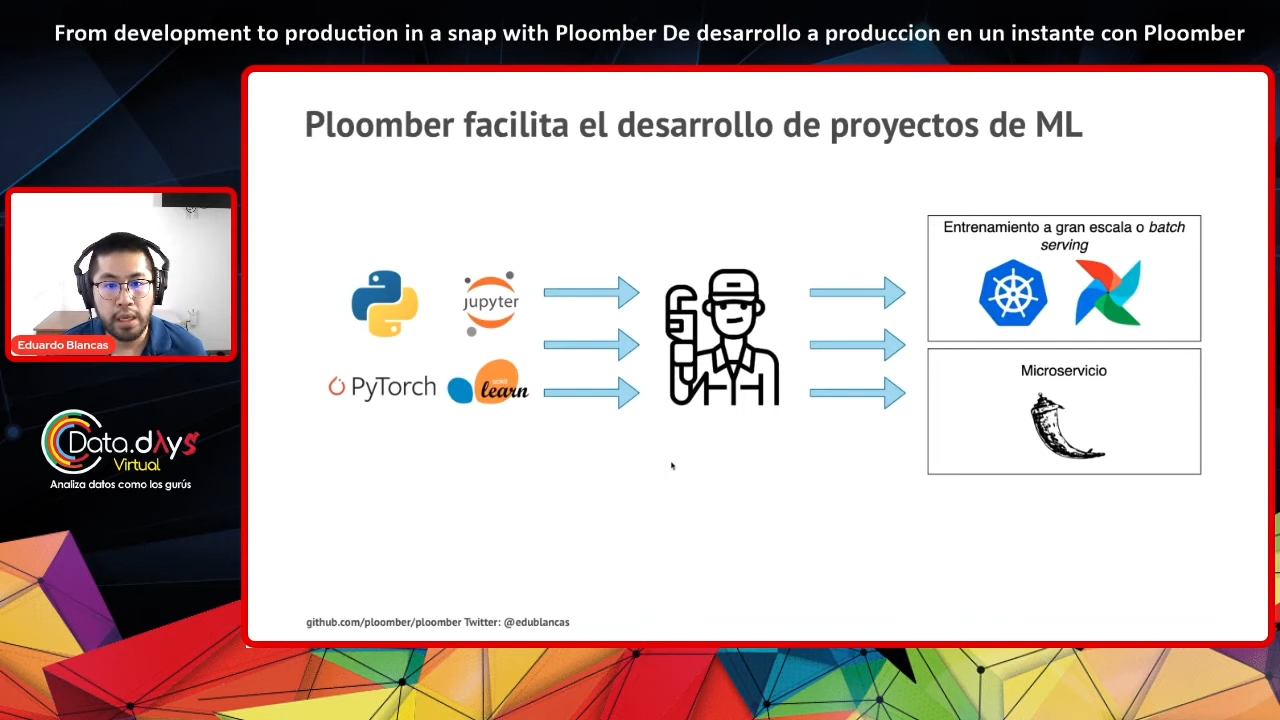 From development to production in a snap with Ploomber De desarrollo a produccion en un instante con Ploomber
Ploomber facilita el desarrollo de proyectos de ML
Entrenamiento a gran escala o batch
serving
jupyter
PyTorch
learn
Microservicio
Eduardo Blancas
Data.dAys
Virtual
Analiza datos como los gurús
github.com/ploomber/ploomber Twitter: @edublancas